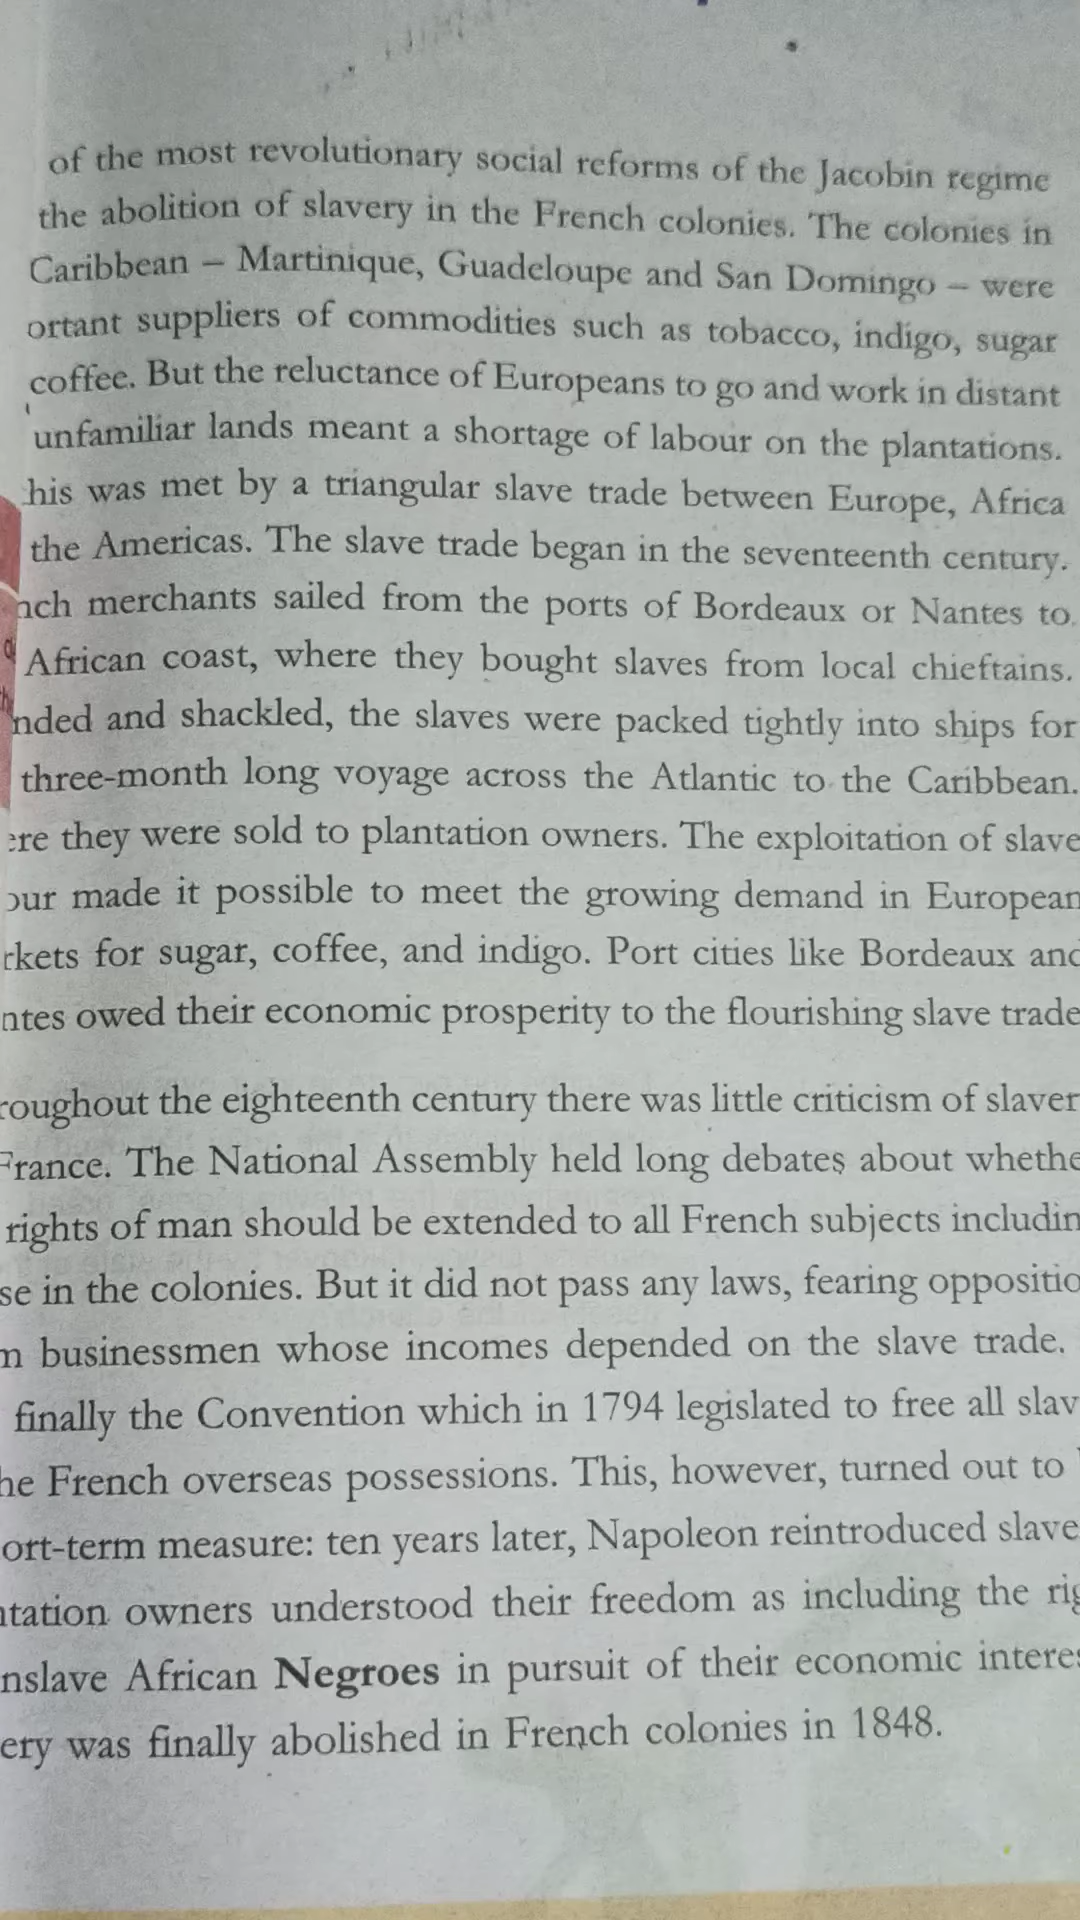 of the most revolutionary social reforms of the Jacobin regime
the abolition of slavery in the French colonies. The colonies in
Caribbean – Martinique, Guadeloupe and San Domingo – were
ortant suppliers of commodities such as tobacco, indigo, sugar
coffee. But the reluctance of Europeans to go and work in distant
unfamiliar lands meant a shortage of labour on the plantations.
his was met by a triangular slave trade between Europe, Africa
the Americas. The slave trade began in the seventeenth century.
nch merchants sailed from the ports of Bordeaux or Nantes to
African coast, where they bought slaves from local chieftains.
nded and shackled, the slaves were packed tightly into ships for
three-month long voyage across the Atlantic to the Caribbean.
ere they were sold to plantation owners. The exploitation of slave
our made it possible to meet the growing demand in European
rkets for sugar, coffee, and indigo. Port cities like Bordeaux and
ntes owed their economic prosperity to the flourishing slave trade
roughout the eighteenth century there was little criticism of slaver
France. The National Assembly held long debates about whethe
rights of man should be extended to all French subjects includin
se in the colonies. But it did not pass any laws, fearing oppositio
n businessmen whose incomes depended on the slave trade.
finally the Convention which in 1794 legislated to free all slav
he French overseas possessions. This, however, turned out to
ort-term measure: ten years later, Napoleon reintroduced slave
ntation owners understood their freedom as including the rig
nslave African Negroes in pursuit of their economic interes
ery was finally abolished in French colonies in 1848.